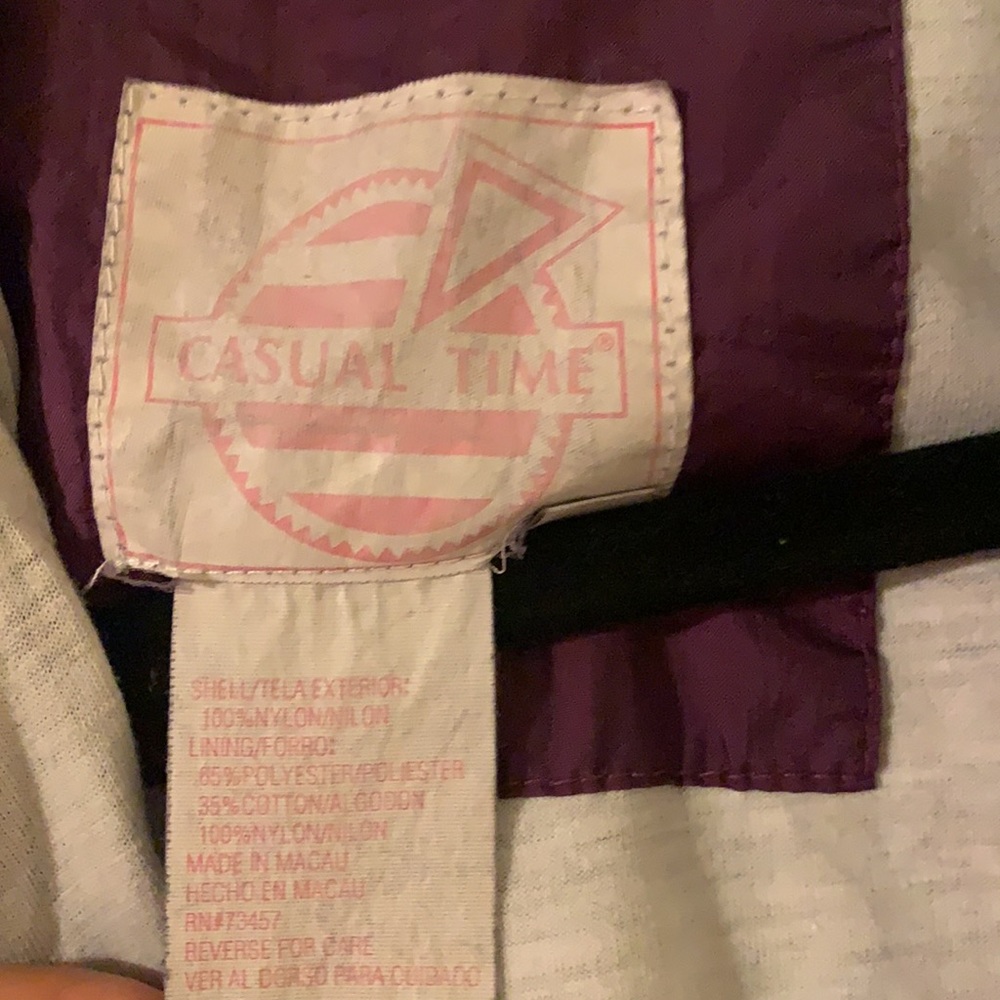 CASUAL TIME®
SHELL/TELA EXTERIOR:
100%NYLON/NILON
LINING/FORRO:
65%POLYESTER/POLIESTER
35%COTTON/ALGODON
100%NYLON/NILON
MADE IN MACAU
HECHO EN MACAU
RN#73457
REVERSE FOR CARE
VER AL DORSO PARA CUIDADO